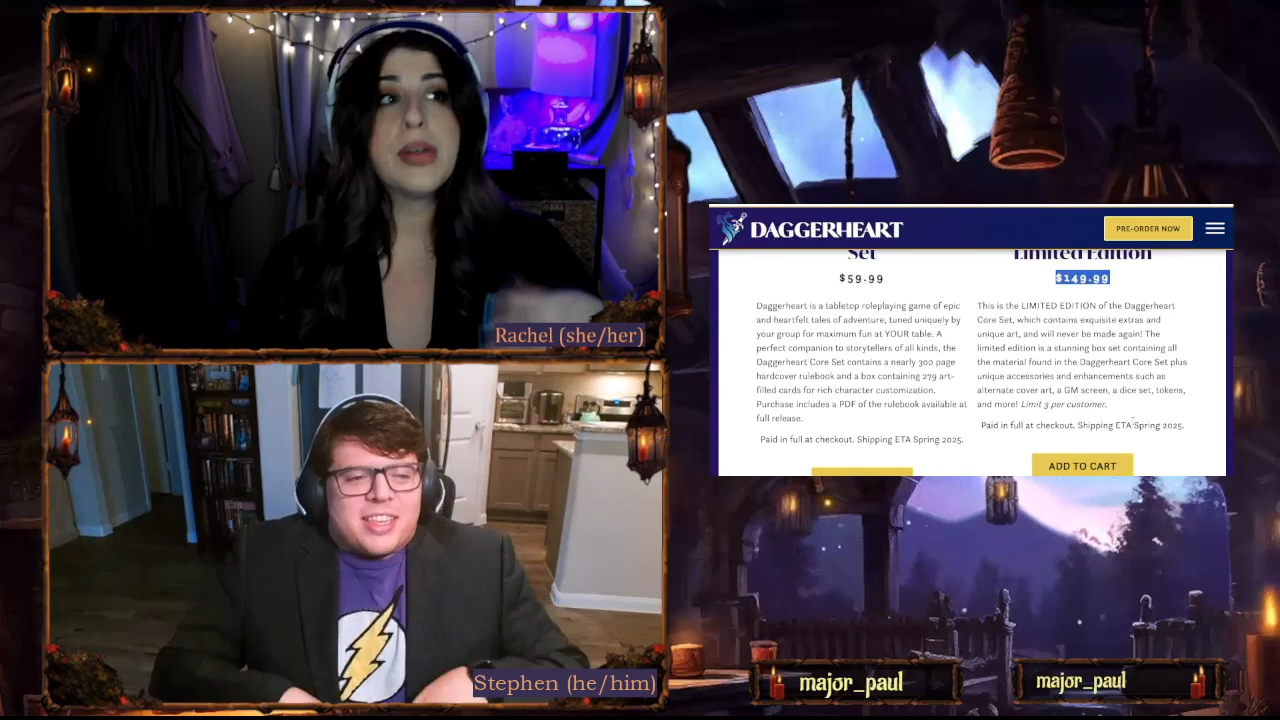 Rachel (she/her)
Stephen (he/him)
DAGGERHEART
PRE-ORDER NOW
Set
$59.99
Daggerheart is a tabletop roleplaying game of epic
and heartfelt tales of adventure, tuned uniquely by
your group for maximum fun at YOUR table. A
perfect companion to storytellers of all kinds, the
Daggerheart Core Set contains a nearly 300 page
hardcover rulebook and a box containing 279 art-
filled cards for rich character customization.
Purchase includes a PDF of the rulebook available at
full release.
Paid in full at checkout. Shipping ETA Spring 2025.
Limited Edition
$149.99
This is the LIMITED EDITION of the Daggerheart
Core Set, which contains exquisite extras and
unique art, and will never be made again! The
limited edition is a stunning box set containing all
the material found in the Daggerheart Core Set plus
unique accessories and enhancements such as
alternate cover art, a GM screen, a dice set, tokens,
and more! Limit 3 per customer.
Paid in full at checkout. Shipping ETA Spring 2025.
ADD TO CART
major_paul
major_paul